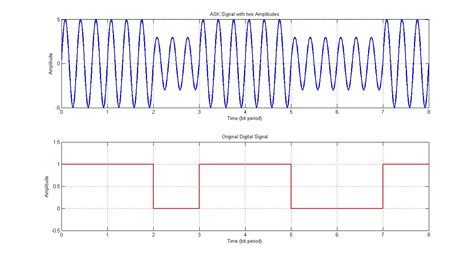 ASK Signal with two Amplitudes
Amplitude
5
0
-5
0 1 2 3 4 5 6 7 8
Time (bit period)
Original Digital Signal
Amplitude
1.5
1
0.5
0
-0.5
0 1 2 3 4 5 6 7 8
Time (bit period)